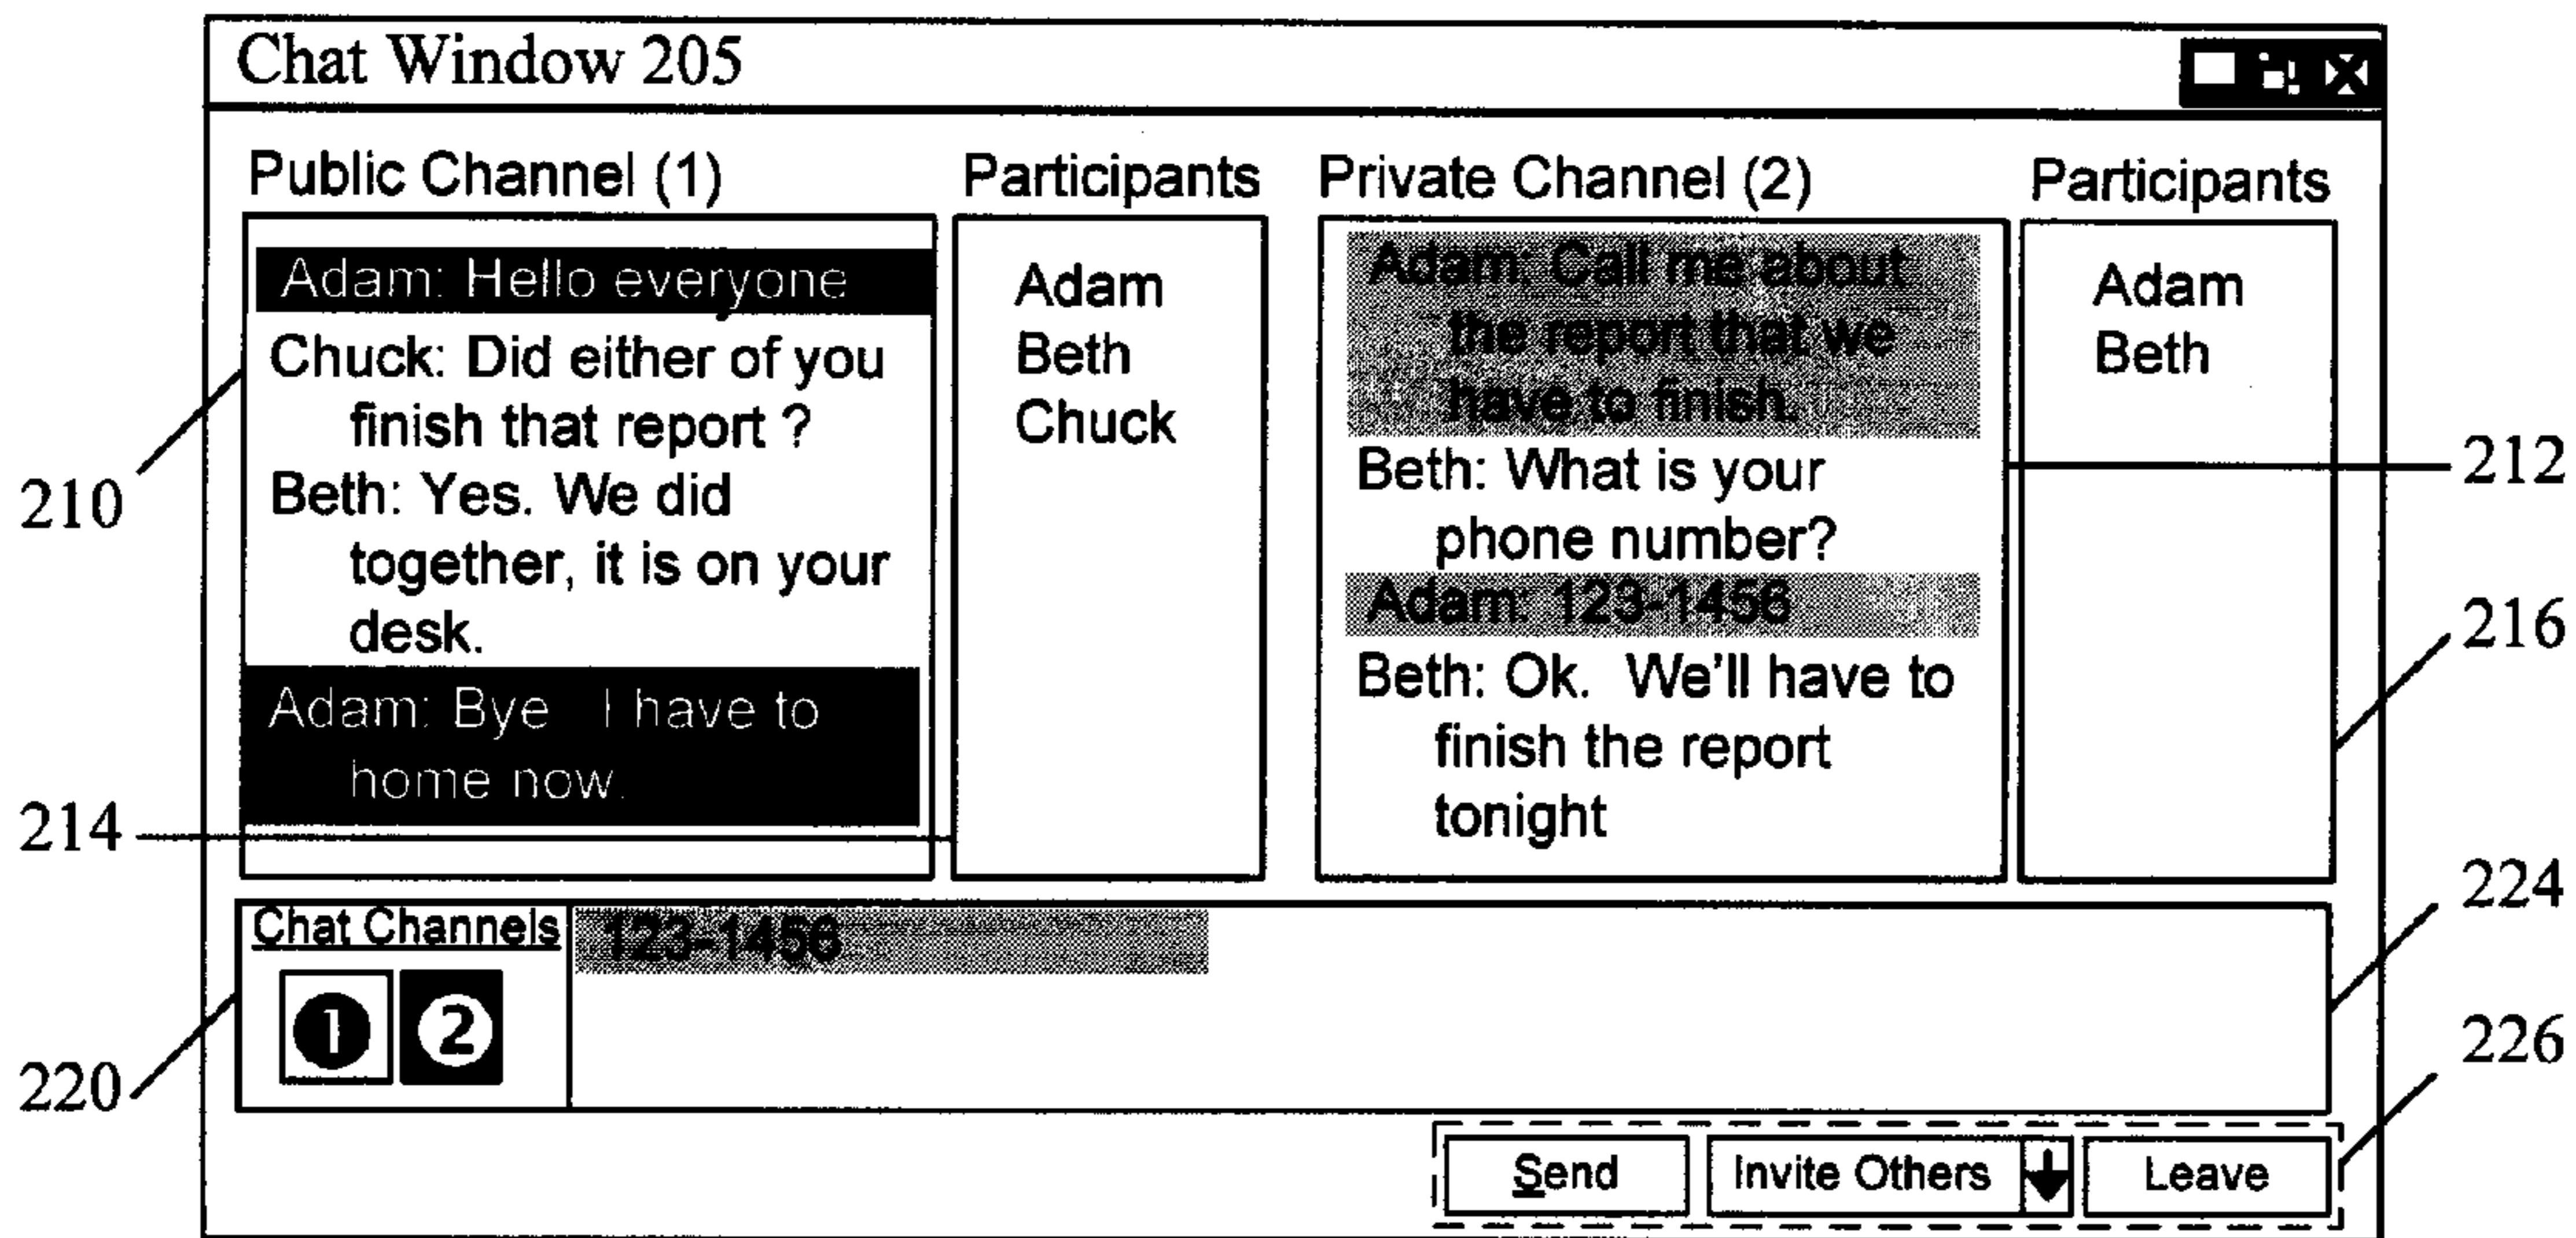 Chat Window 205
Public Channel (1)
Participants
Private Channel (2)
Participants
Adam: Hello everyone
Chuck: Did either of you
finish that report ?
Beth: Yes. We did
together, it is on your
desk.
Adam: Bye I have to
home now.
Adam
Beth
Chuck
Adam: Call me about
the report that we
have to finish.
Beth: What is your
phone number?
Adam: 123-1456
Beth: Ok. We'll have to
finish the report
tonight
Adam
Beth
210
212
214
216
Chat Channels
1 2
123-1456
220
224
226
Send
Invite Others
Leave